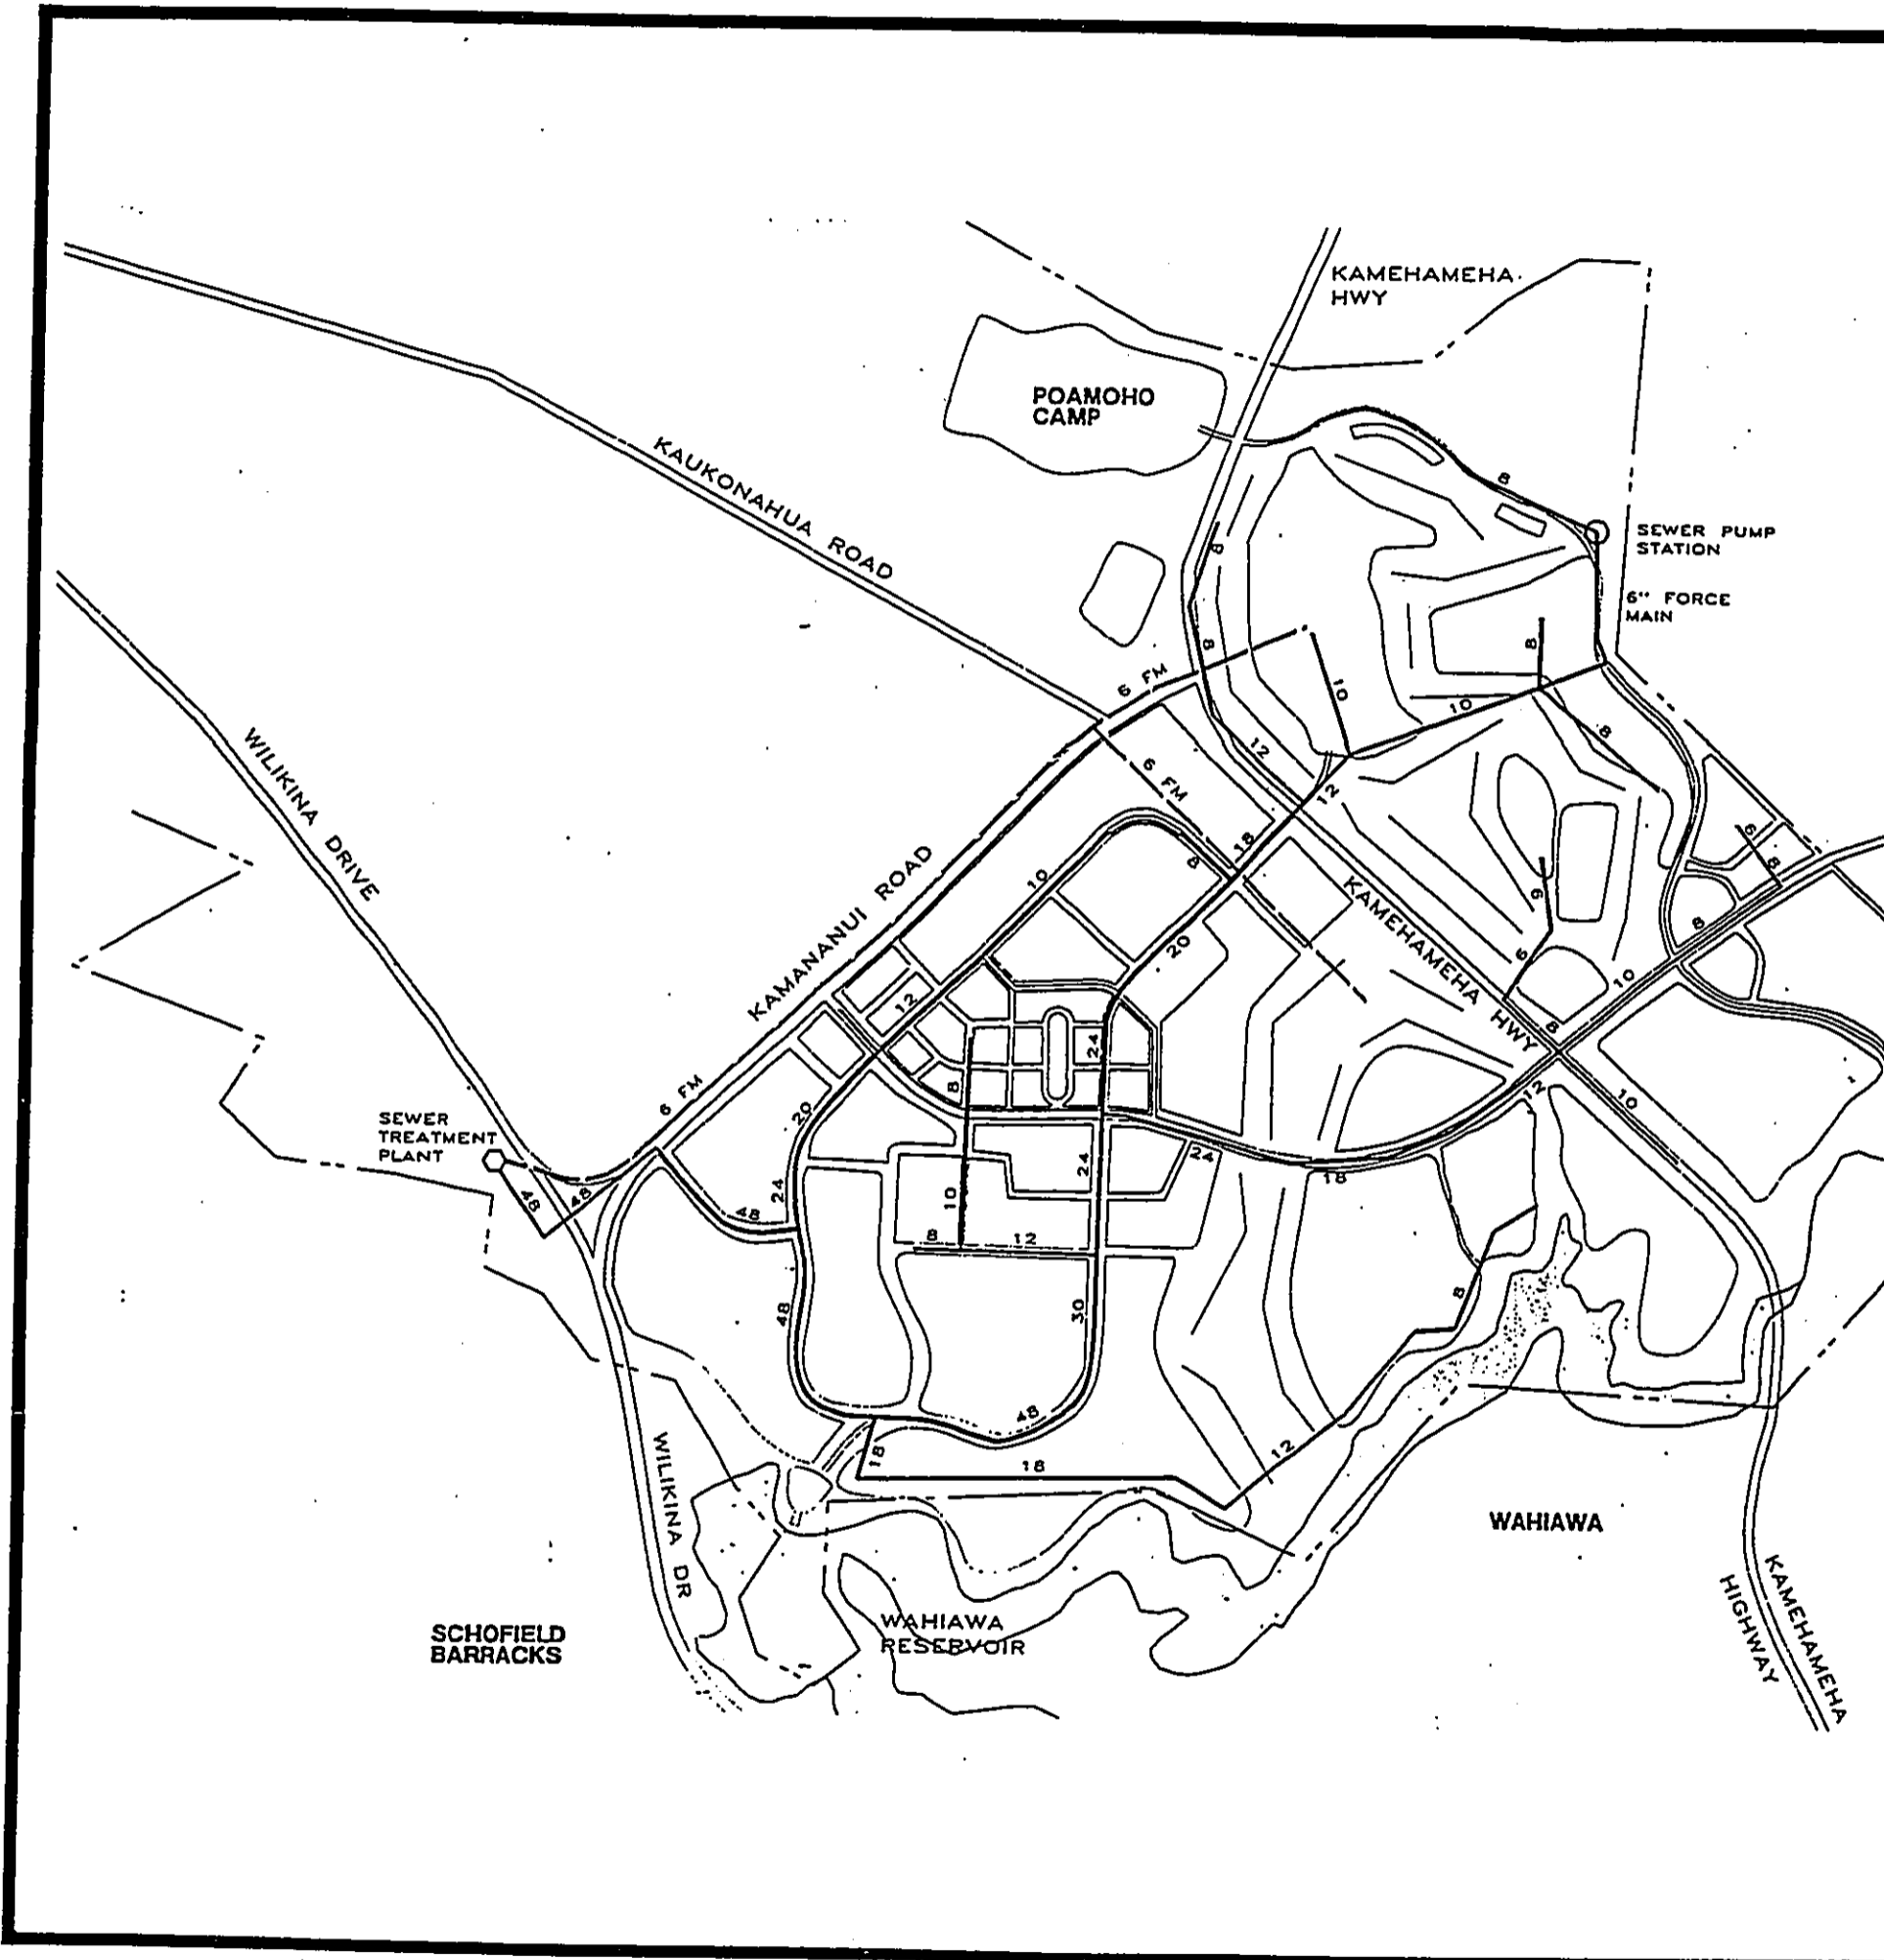 KAMEHAMEHA
HWY
POAMOHO
CAMP
KAUKONAHUA ROAD
8
SEWER PUMP
STATION
8
6" FORCE
MAIN
8
8
6 FM
10
10
8
12
6 FM
12
WILIKINA DRIVE
18
8
10
6
8
KAMANANUI ROAD
KAMEHAMEHA HWY
6
20
8
6
10
12
24
8
8
6 FM
20
12
10
SEWER
TREATMENT
PLANT
24
24
18
48
48
24
10
48
8
12
48
30
8
48
18
18
12
WILIKINA DR
WAHIAWA
SCHOFIELD
BARRACKS
WAHIAWA
RESERVOIR
KAMEHAMEHA
HIGHWAY